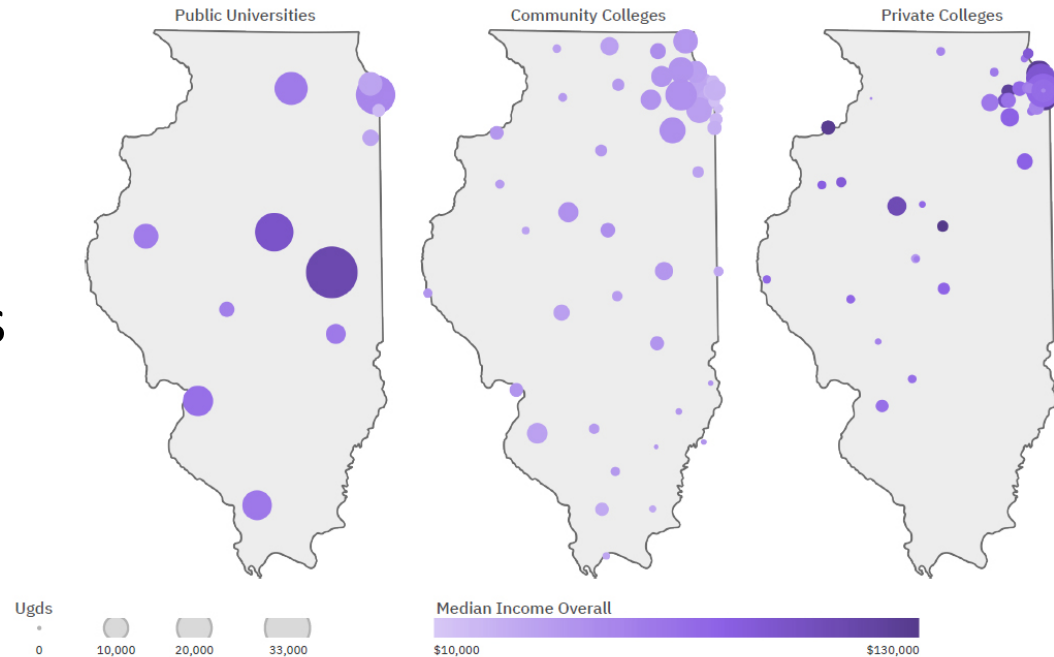 Public Universities
Community Colleges
Private Colleges
s
Ugds
0
10,000
20,000
33,000
Median Income Overall
$10,000
$130,000